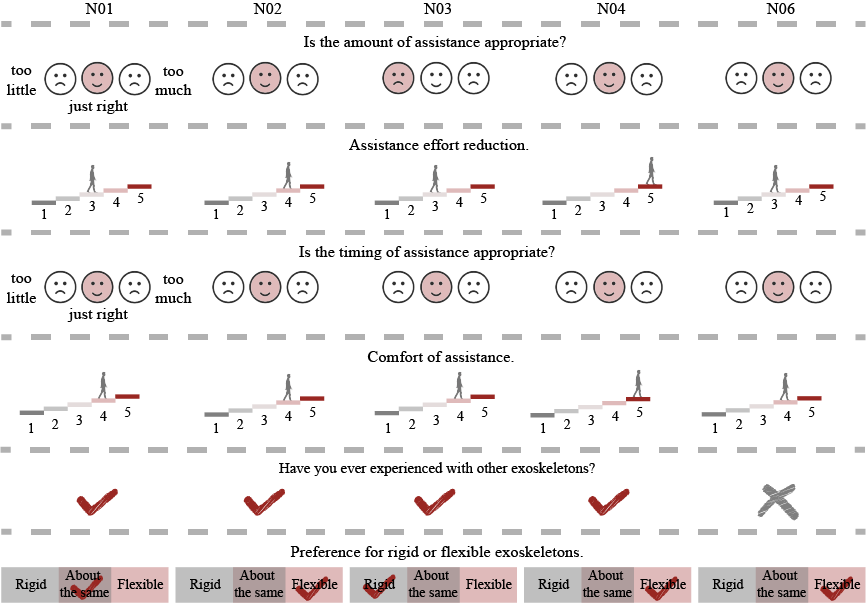 N01 N02 N03 N04 N06
Is the amount of assistance appropriate?
too little too much
just right
Assistance effort reduction.
1 2 3 4 5 1 2 3 4 5 1 2 3 4 5 1 2 3 4 5 1 2 3 4 5
Is the timing of assistance appropriate?
too little too much
just right
Comfort of assistance.
1 2 3 4 5 1 2 3 4 5 1 2 3 4 5 1 2 3 4 5 1 2 3 4 5
Have you ever experienced with other exoskeletons?
Preference for rigid or flexible exoskeletons.
Rigid About the same Flexible Rigid About the same Flexible Rigid About the same Flexible Rigid About the same Flexible Rigid About the same Flexible